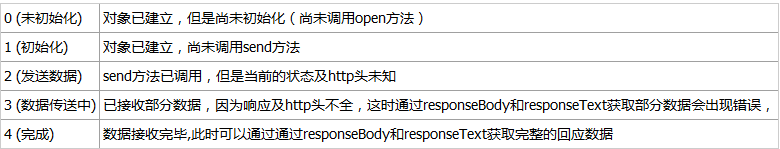 0 (未初始化) 对象已建立，但是尚未初始化（尚未调用open方法）
1 (初始化) 对象已建立，尚未调用send方法
2 (发送数据) send方法已调用，但是当前的状态及http头未知
3 (数据传送中) 已接收部分数据，因为响应及http头不全，这时通过responseBody和responseText获取部分数据会出现错误，
4 (完成) 数据接收完毕,此时可以通过通过responseBody和responseText获取完整的回应数据